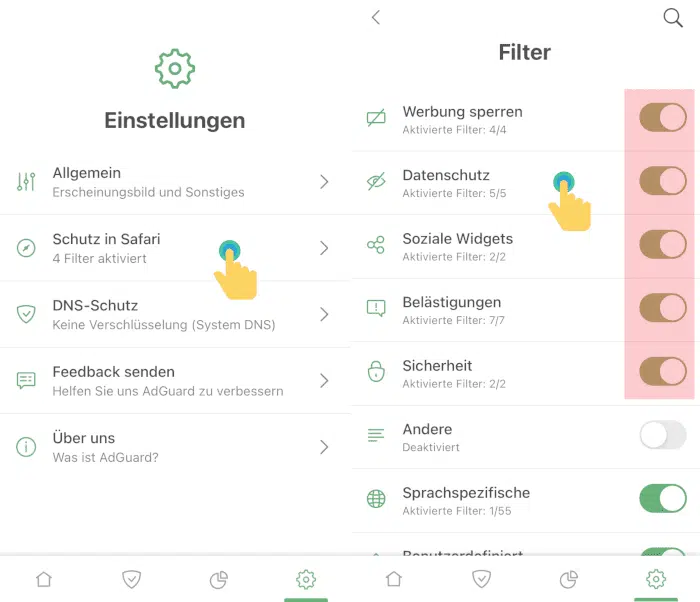 Einstellungen
Allgemein
Erscheinungsbild und Sonstiges
Schutz in Safari
4 Filter aktiviert
DNS-Schutz
Keine Verschlüsselung (System DNS)
Feedback senden
Helfen Sie uns AdGuard zu verbessern
Über uns
Was ist AdGuard?
Filter
Werbung sperren
Aktivierte Filter: 4/4
Datenschutz
Aktivierte Filter: 5/5
Soziale Widgets
Aktivierte Filter: 2/2
Belästigungen
Aktivierte Filter: 7/7
Sicherheit
Aktivierte Filter: 2/2
Andere
Deaktiviert
Sprachspezifische
Aktivierte Filter: 1/55
Benutzerdefiniert